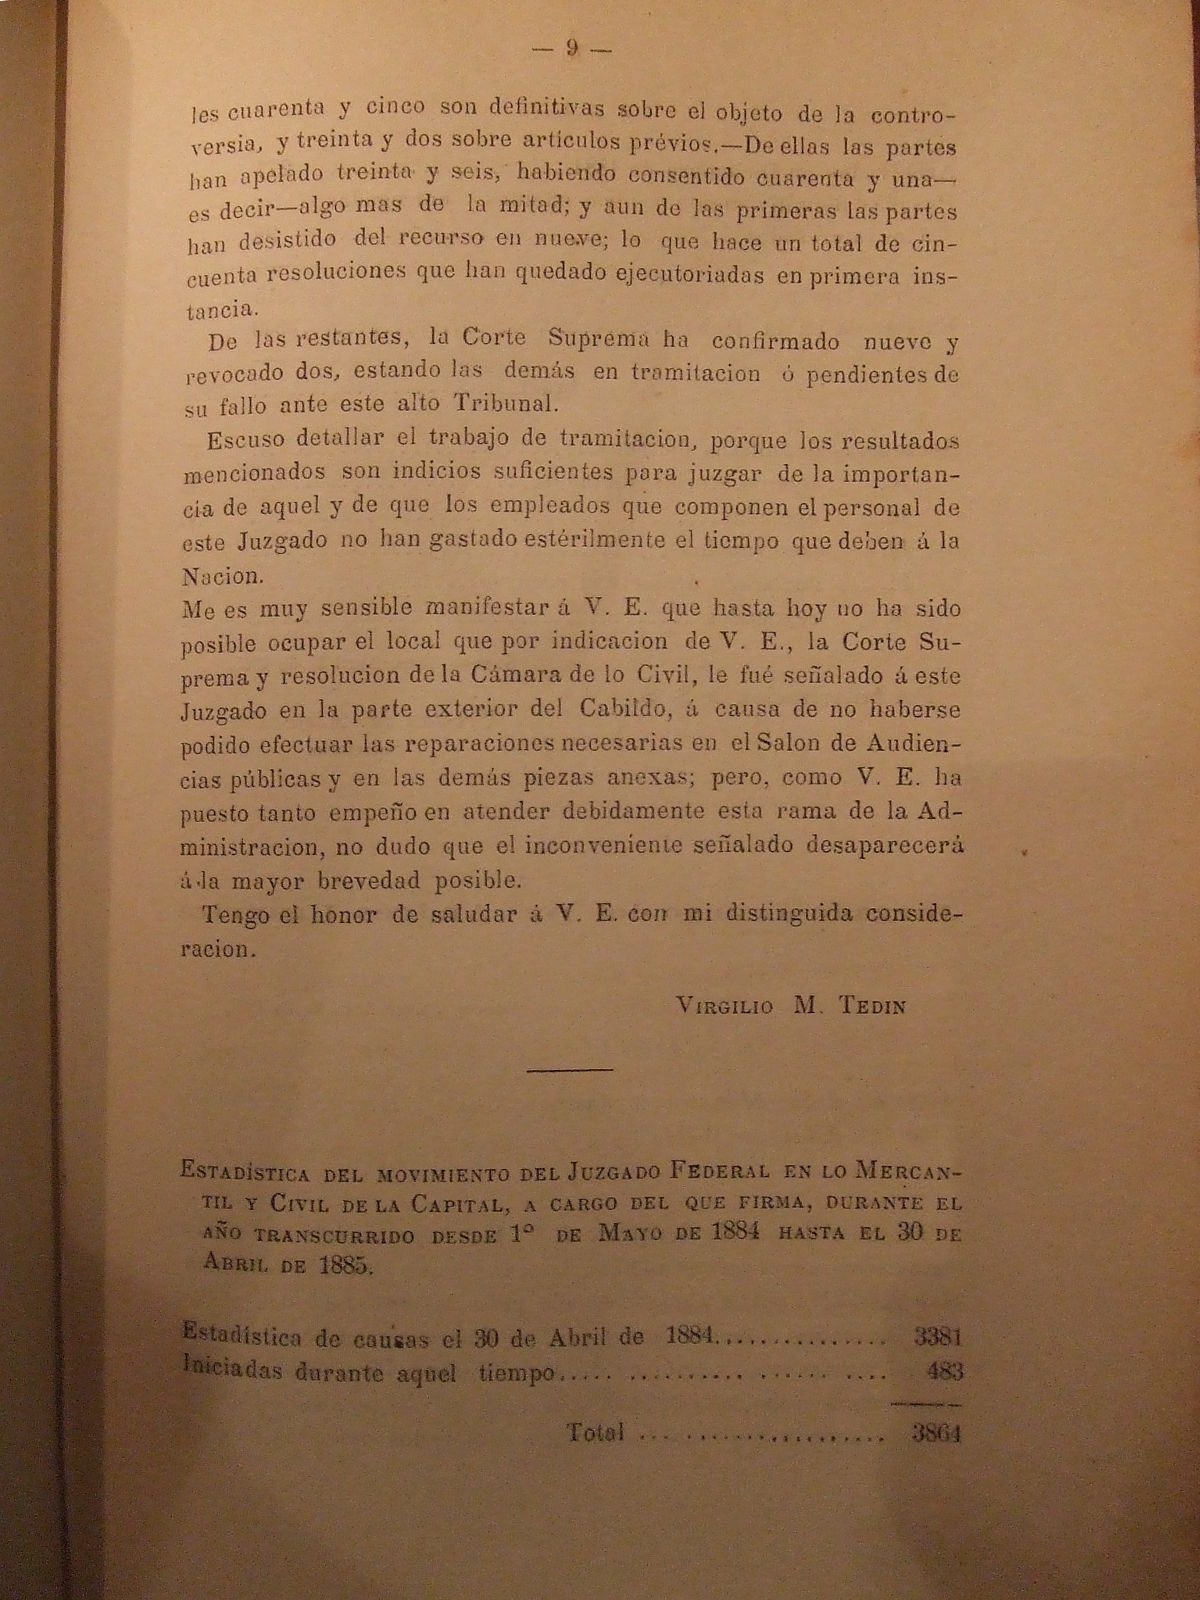 — 9 —
les cuarenta y cinco son definitivas sobre el objeto de la contro-
versia, y treinta y dos sobre artículos prévios.—De ellas las partes
han apelado treinta y seis, habiendo consentido cuarenta y una—
es decir—algo mas de la mitad; y aun de las primeras las partes
han desistido del recurso en nueve; lo que hace un total de cin-
cuenta resoluciones que han quedado ejecutoriadas en primera ins-
tancia.
De las restantes, la Corte Suprema ha confirmado nueve y
revocado dos, estando las demás en tramitacion ó pendientes de
su fallo ante este alto Tribunal.
Escuso detallar el trabajo de tramitacion, porque los resultados
mencionados son indicios suficientes para juzgar de la importan-
cia de aquel y de que los empleados que componen el personal de
este Juzgado no han gastado estérilmente el tiempo que deben á la
Nacion.
Me es muy sensible manifestar á V. E. que hasta hoy no ha sido
posible ocupar el local que por indicacion de V. E., la Corte Su-
prema y resolucion de la Cámara de lo Civil, le fué señalado á este
Juzgado en la parte exterior del Cabildo, á causa de no haberse
podido efectuar las reparaciones necesarias en el Salon de Audien-
cias públicas y en las demás piezas anexas; pero, como V. E. ha
puesto tanto empeño en atender debidamente esta rama de la Ad-
ministracion, no dudo que el inconveniente señalado desaparecerá
á la mayor brevedad posible.
Tengo el honor de saludar á V. E. con mi distinguida conside-
racion.
VIRGILIO M. TEDIN
ESTADÍSTICA DEL MOVIMIENTO DEL JUZGADO FEDERAL EN LO MERCAN-
TIL Y CIVIL DE LA CAPITAL, A CARGO DEL QUE FIRMA, DURANTE EL
AÑO TRANSCURRIDO DESDE 1º DE MAYO DE 1884 HASTA EL 30 DE
ABRIL DE 1885.
Estadística de causas el 30 de Abril de 1884................ 3381
Iniciadas durante aquel tiempo..... .......... ...... .... 483
Total ... .................. 3864